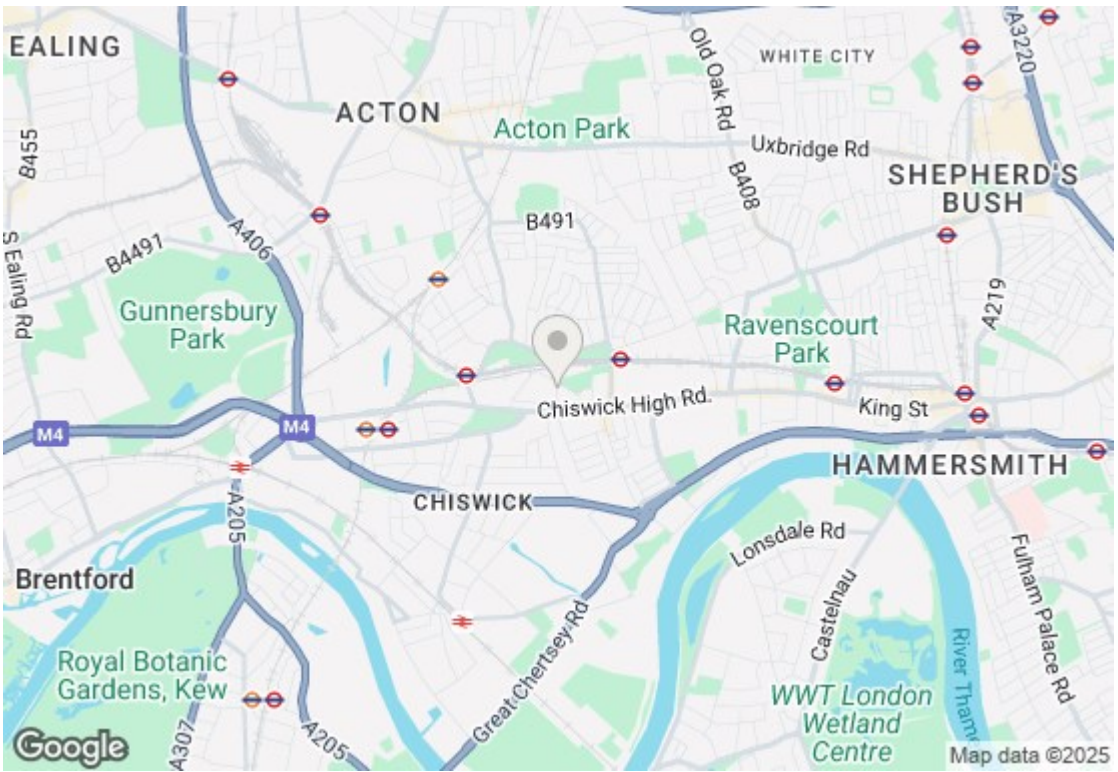 EALING
ACTON
Acton Park
WHITE CITY
Old Oak Rd
A3220
Uxbridge Rd
B455
B408
SHEPHERD'S
BUSH
B491
A406
B4491
S Ealing Rd
Gunnersbury
Park
Ravenscourt
Park
A219
Chiswick High Rd.
King St
M4
M4
HAMMERSMITH
A205
CHISWICK
Lonsdale Rd
Brentford
Castelnau
Fulham Palace Rd
Great Chertsey Rd
River Thame
Royal Botanic
Gardens, Kew
WWT London
Wetland
Centre
A307
A205
Google
Map data ©2025